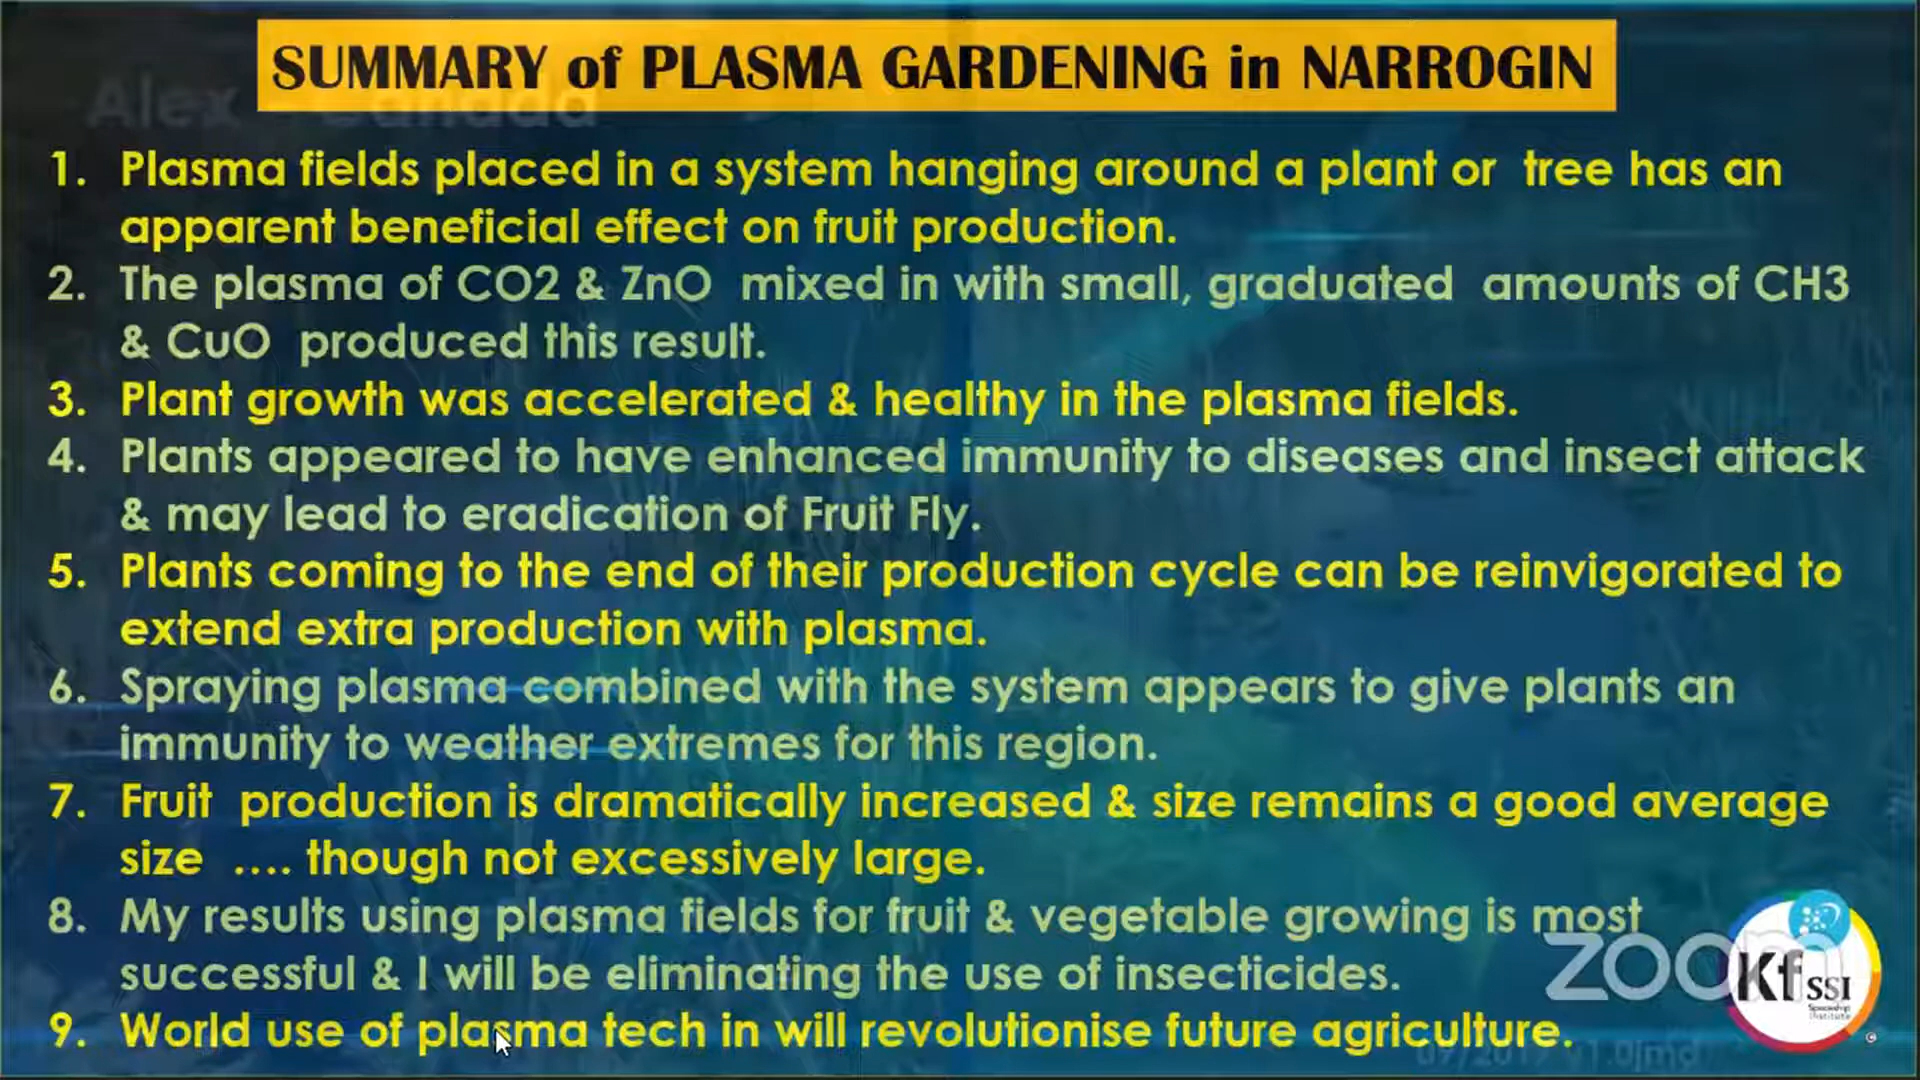 SUMMARY of PLASMA GARDENING in NARROGIN
Alex Canada
1. Plasma fields placed in a system hanging around a plant or tree has an
apparent beneficial effect on fruit production.
2. The plasma of CO2 & ZnO mixed in with small, graduated amounts of CH3
& CuO produced this result.
3. Plant growth was accelerated & healthy in the plasma fields.
4. Plants appeared to have enhanced immunity to diseases and insect attack
& may lead to eradication of Fruit Fly.
5. Plants coming to the end of their production cycle can be reinvigorated to
extend extra production with plasma.
6. Spraying plasma combined with the system appears to give plants an
immunity to weather extremes for this region.
7. Fruit production is dramatically increased & size remains a good average
size .... though not excessively large.
8. My results using plasma fields for fruit & vegetable growing is most
successful & I will be eliminating the use of insecticides.
9. World use of plasma tech in will revolutionise future agriculture.
zoom
Kf SSI
Spaceship
Institute
©